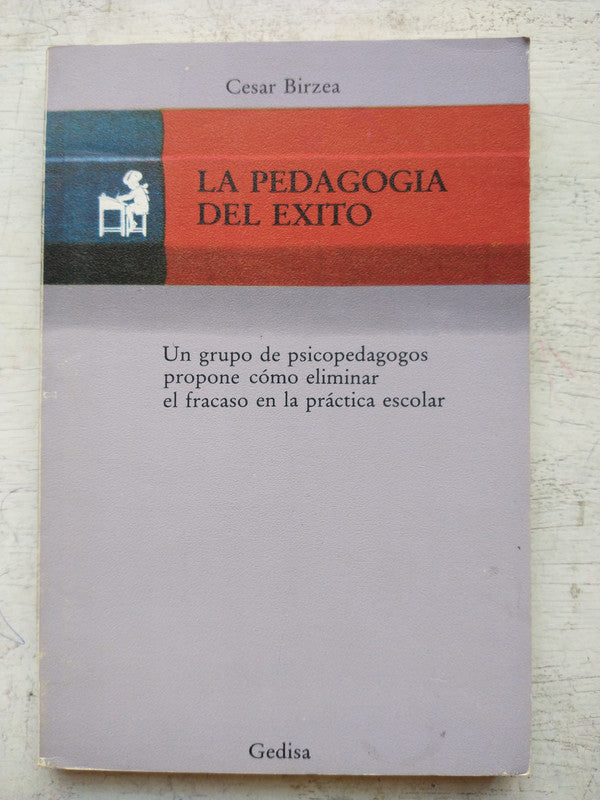 Cesar Birzea
LA PEDAGOGIA
DEL EXITO
Un grupo de psicopedagogos
propone cómo eliminar
el fracaso en la práctica escolar
Gedisa